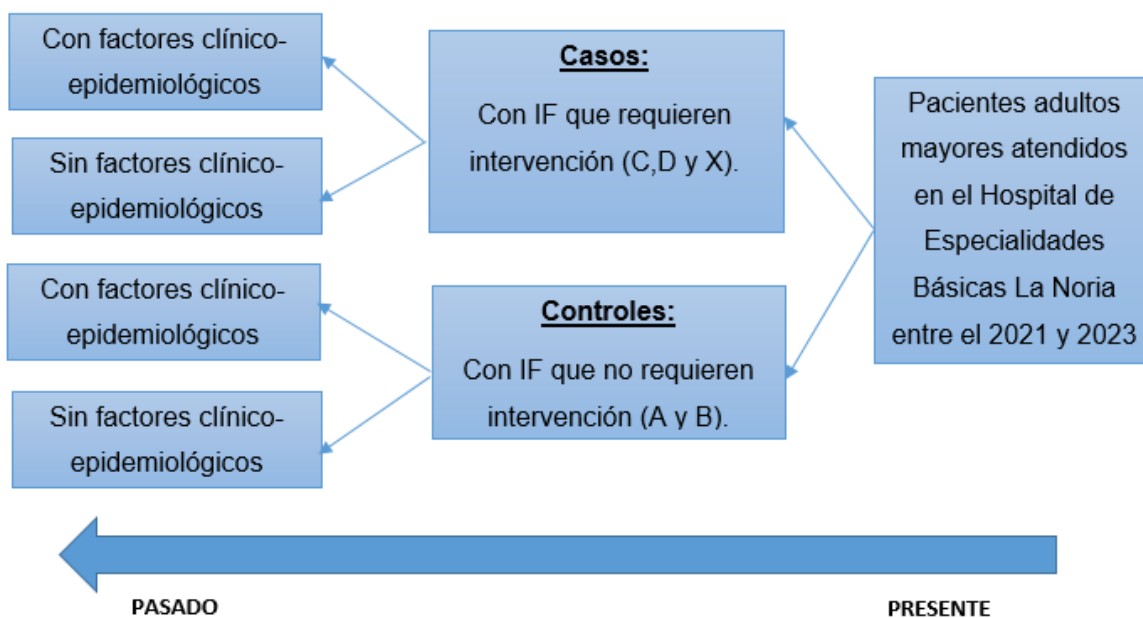 Con factores clínico-
epidemiológicos
Sin factores clínico-
epidemiológicos
Con factores clínico-
epidemiológicos
Sin factores clínico-
epidemiológicos
Casos:
Con IF que requieren
intervención (C,D y X).
Controles:
Con IF que no requieren
intervención (A y B).
Pacientes adultos
mayores atendidos
en el Hospital de
Especialidades
Básicas La Noria
entre el 2021 y 2023
PASADO
PRESENTE